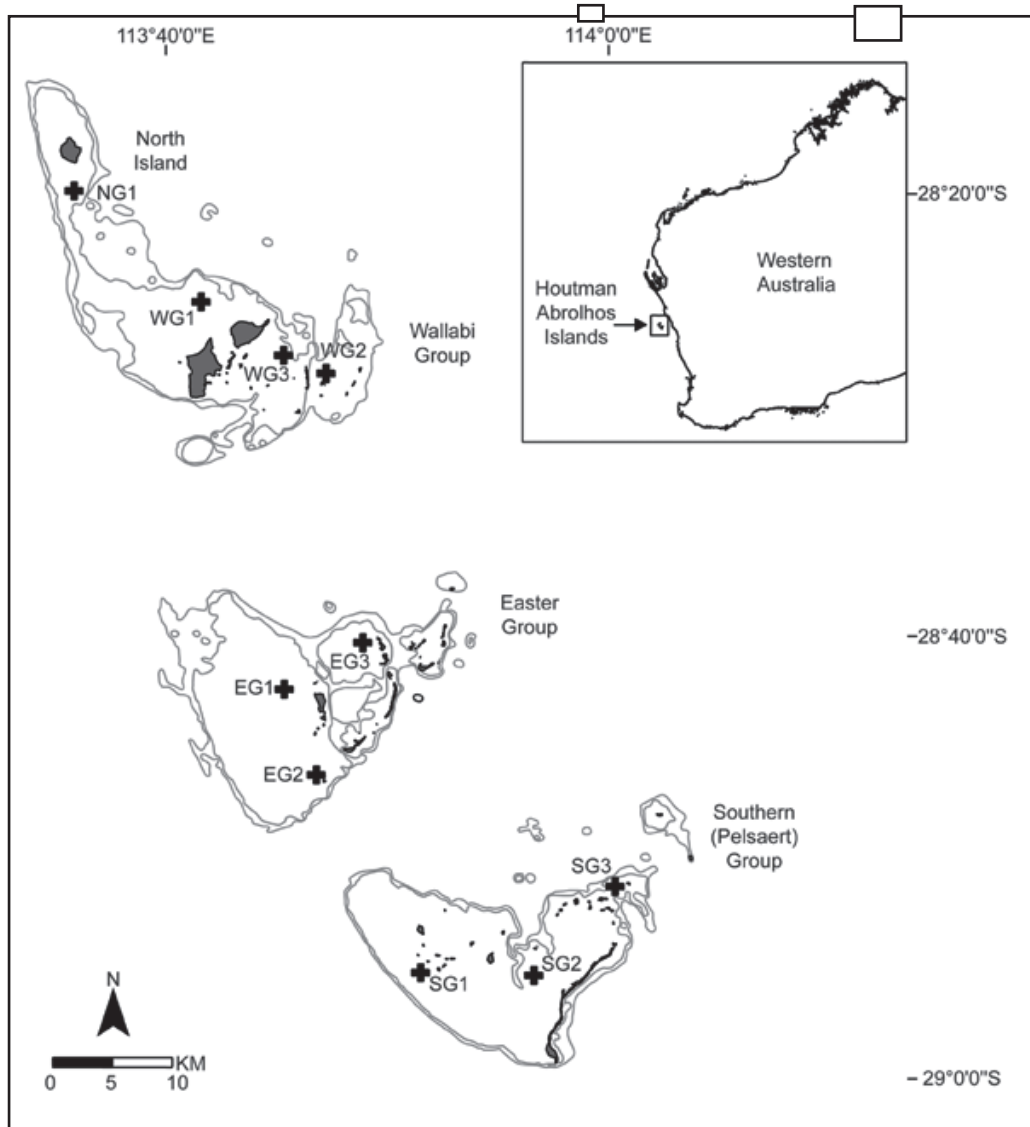 113°40'0"E
114°0'0"E
North
Island
NG1
28°20'0"S
Western
Australia
Houtman
Abrolhos
Islands
WG1
Wallabi
Group
WG2
WG3
Easter
Group
28°40'0"S
EG3
EG1
EG2
Southern
(Pelsaert)
Group
SG3
SG2
SG1
N
KM
0 5 10
29°0'0"S